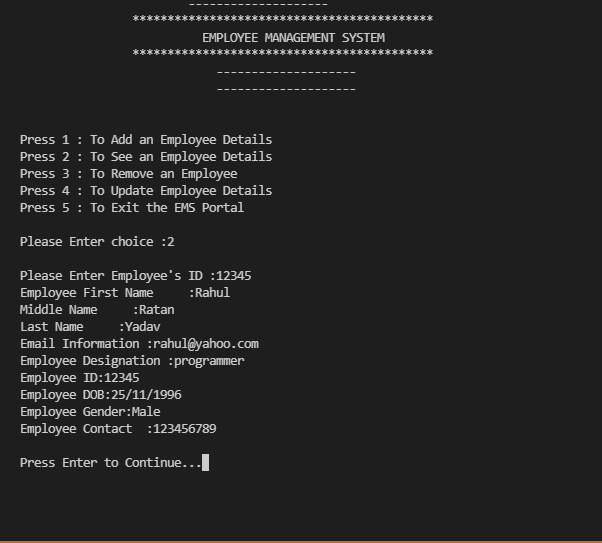 --------------------
*******************************************
EMPLOYEE MANAGEMENT SYSTEM
*******************************************
--------------------
--------------------
Press 1 : To Add an Employee Details
Press 2 : To See an Employee Details
Press 3 : To Remove an Employee
Press 4 : To Update Employee Details
Press 5 : To Exit the EMS Portal
Please Enter choice :2
Please Enter Employee's ID :12345
Employee First Name     :Rahul
Middle Name     :Ratan
Last Name     :Yadav
Email Information :rahul@yahoo.com
Employee Designation :programmer
Employee ID:12345
Employee DOB:25/11/1996
Employee Gender:Male
Employee Contact  :123456789
Press Enter to Continue...